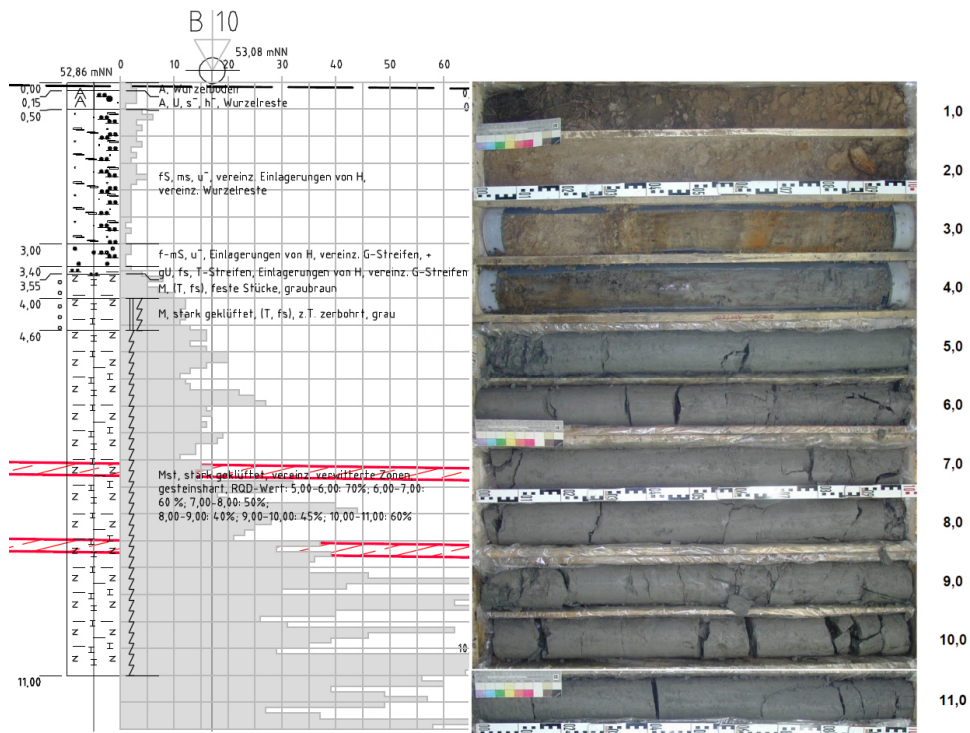 B 10
53,08 mNN
52,86 mNN
0 10 20 30 40 50 60
0,00
0,15
0,50
3,00
3,40
3,55
4,00
4,60
11,00
A, Wurzelboden
A, U, s⁻, h⁻, Wurzelreste
fS, ms, u⁻, vereinz. Einlagerungen von H,
vereinz. Wurzelreste
f-mS, u⁻, Einlagerungen von H, vereinz. G-Streifen, +
gU, fs, T-Streifen, Einlagerungen von H, vereinz. G-Streifen
M, (T, fs), feste Stücke, graubraun
M, stark geklüftet, (T, fs), z.T. zerbohrt, grau
Mst, stark geklüftet, vereinz. verwitterte Zonen
gesteinshart, RQD-Wert: 5,00-6,00: 70%; 6,00-7,00:
60 %; 7,00-8,00: 50%;
8,00-9,00: 40%; 9,00-10,00: 45%; 10,00-11,00: 60%
10
1,0
2,0
3,0
4,0
5,0
6,0
7,0
8,0
9,0
10,0
11,0